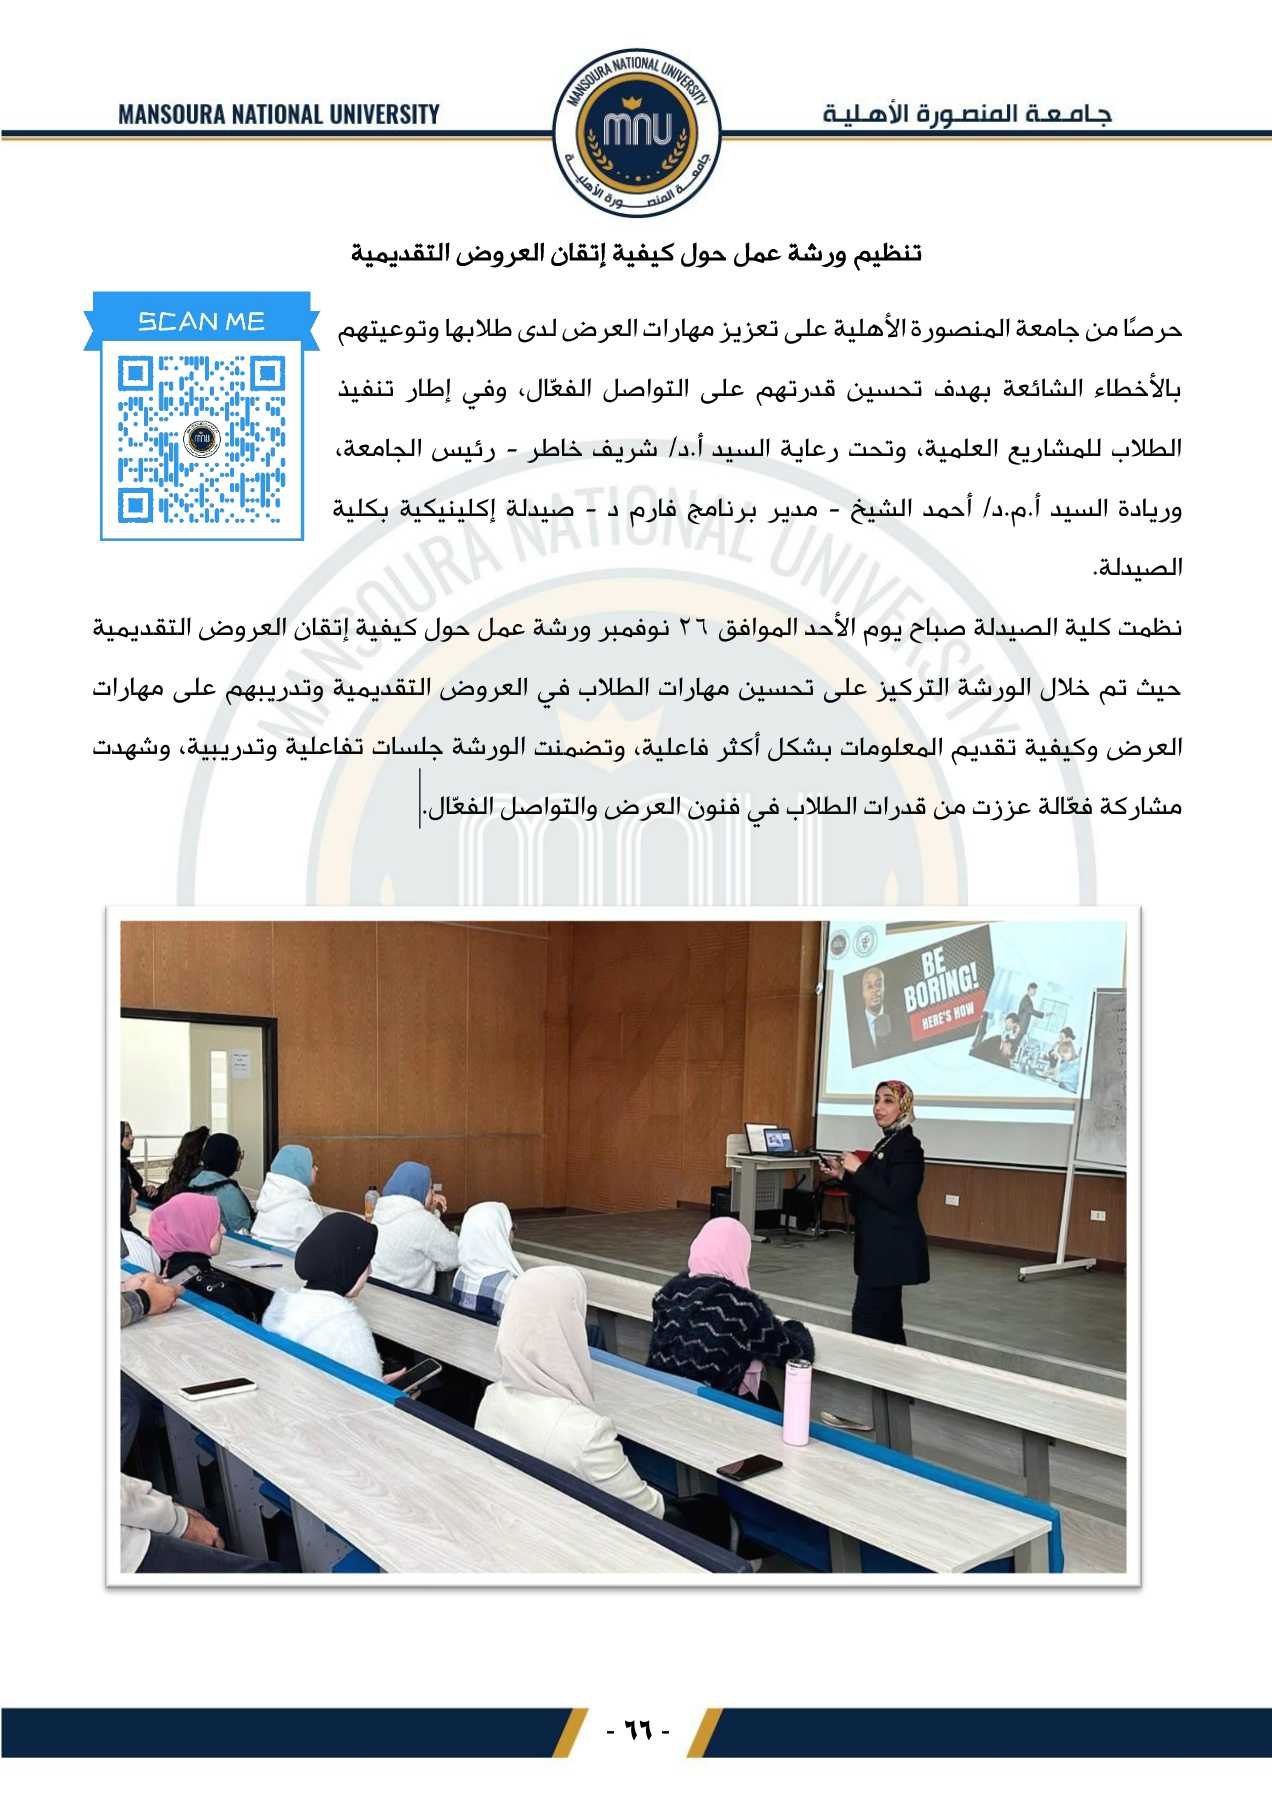 MANSOURA NATIONAL UNIVERSITY
جامعة المنصورة الأهلية
MANSOURA NATIONAL UNIVERSITY
mnu
جامعة المنصورة الأهلية
تنظيم ورشة عمل حول كيفية إتقان العروض التقديمية
SCAN ME
mnu
حرصًا من جامعة المنصورة الأهلية على تعزيز مهارات العرض لدى طلابها وتوعيتهم
بالأخطاء الشائعة بهدف تحسين قدرتهم على التواصل الفعّال، وفي إطار تنفيذ
الطلاب للمشاريع العلمية، وتحت رعاية السيد أ.د/ شريف خاطر - رئيس الجامعة،
وريادة السيد أ.م.د/ أحمد الشيخ - مدير برنامج فارم د - صيدلة إكلينيكية بكلية
الصيدلة.
نظمت كلية الصيدلة صباح يوم الأحد الموافق ٢٦ نوفمبر ورشة عمل حول كيفية إتقان العروض التقديمية
حيث تم خلال الورشة التركيز على تحسين مهارات الطلاب في العروض التقديمية وتدريبهم على مهارات
العرض وكيفية تقديم المعلومات بشكل أكثر فاعلية، وتضمنت الورشة جلسات تفاعلية وتدريبية، وشهدت
مشاركة فعّالة عززت من قدرات الطلاب في فنون العرض والتواصل الفعّال.
MANSOURA NATIONAL UNIVERSITY
mnu
BE
BORING!
HERE'S HOW
- ٦٦ -